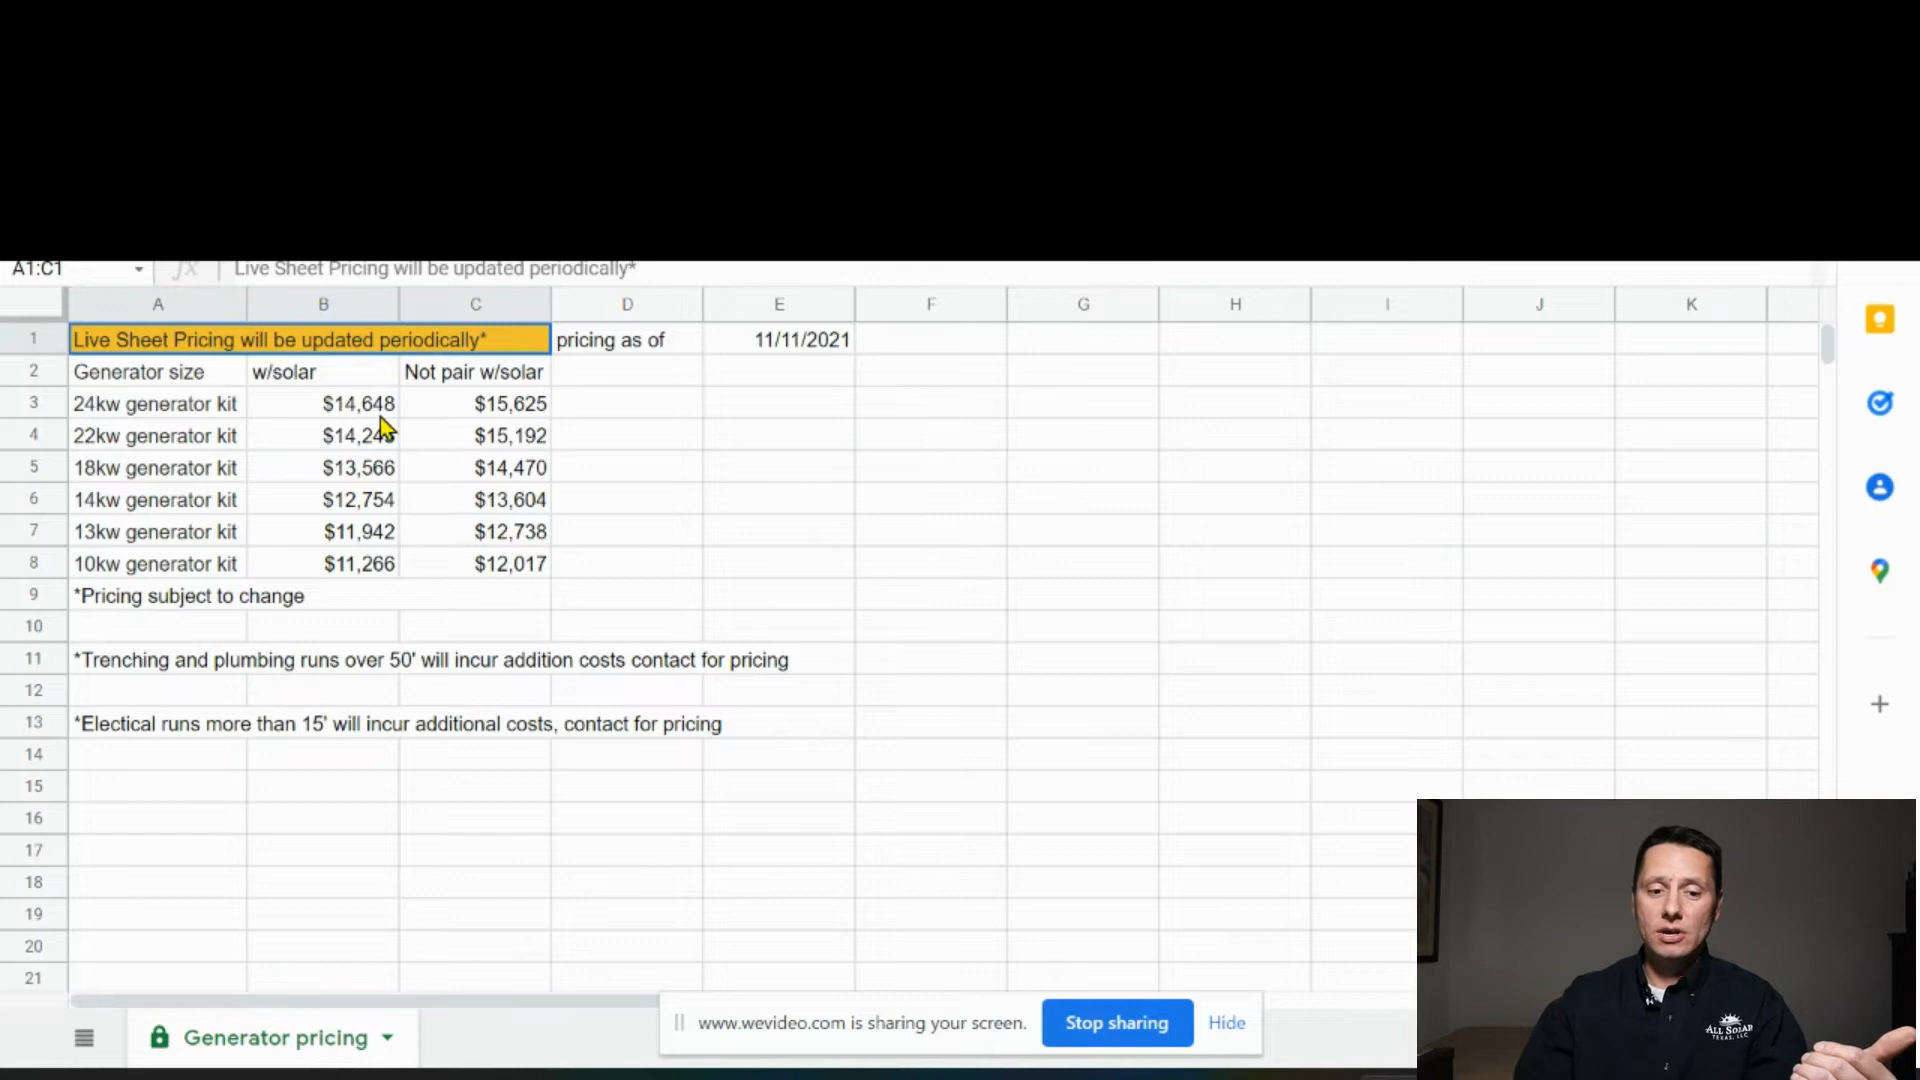 A1:C1 fx Live Sheet Pricing will be updated periodically*
A B C D E F G H I J K
1 Live Sheet Pricing will be updated periodically* pricing as of 11/11/2021
2 Generator size w/solar Not pair w/solar
3 24kw generator kit $14,648 $15,625
4 22kw generator kit $15,192
5 18kw generator kit $13,566 $14,470
6 14kw generator kit $12,754 $13,604
7 13kw generator kit $11,942 $12,738
8 10kw generator kit $11,266 $12,017
9 *Pricing subject to change
10
11 *Trenching and plumbing runs over 50' will incur addition costs contact for pricing
12
13 *Electical runs more than 15' will incur additional costs, contact for pricing
14
15
16
17
18
19
20
21
www.wevideo.com is sharing your screen. Stop sharing Hide
Generator pricing
ALL SOLAR
TEXAS, LLC